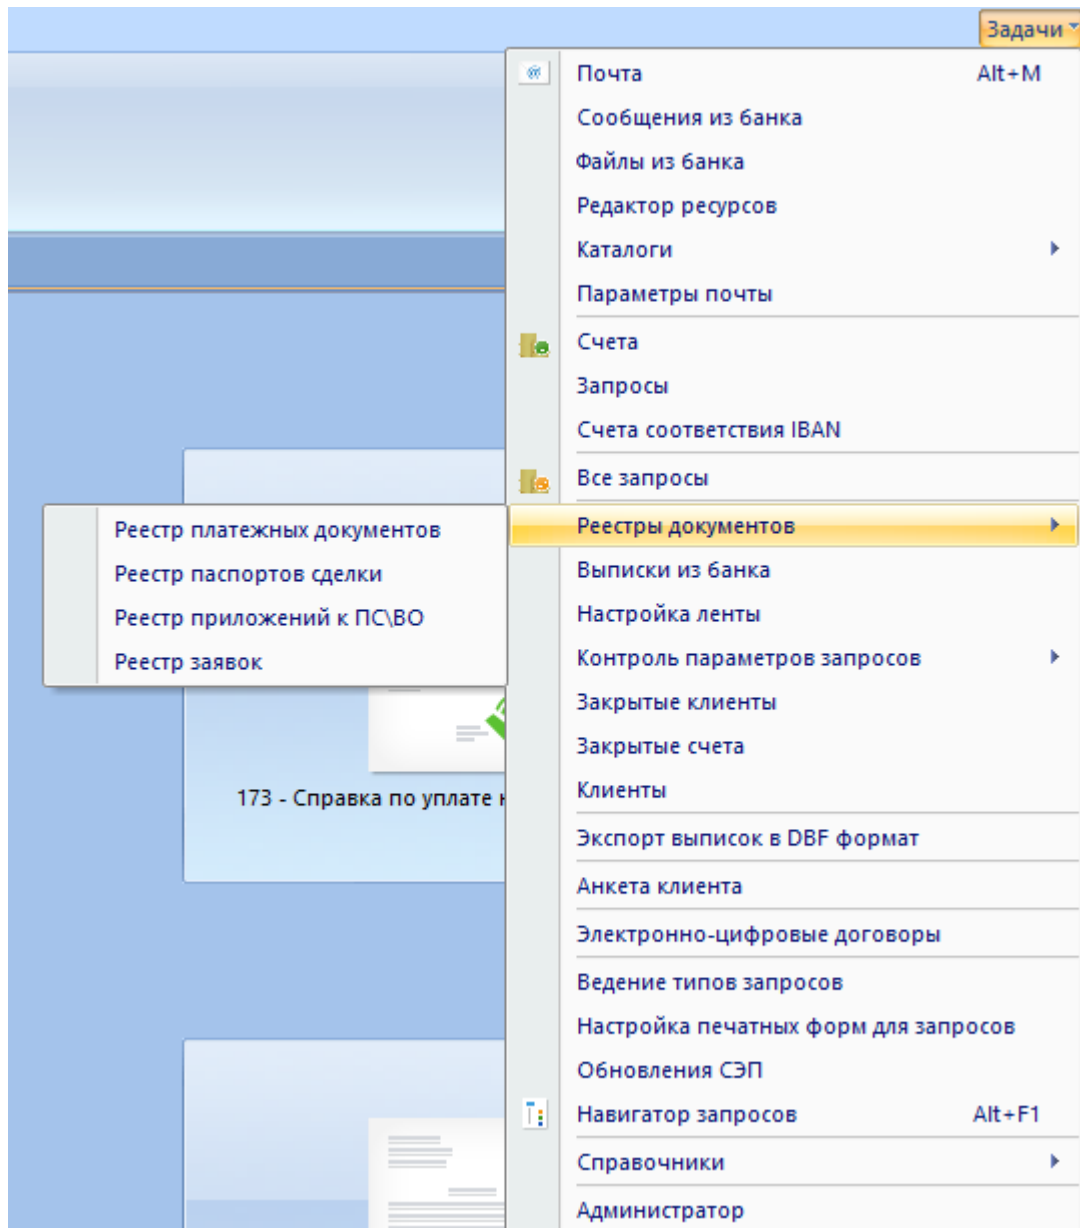 Задачи
Почта Alt+M
Сообщения из банка
Файлы из банка
Редактор ресурсов
Каталоги
Параметры почты
Счета
Запросы
Счета соответствия IBAN
Все запросы
Реестры документов
Реестр платежных документов
Реестр паспортов сделки
Реестр приложений к ПС\ВО
Реестр заявок
Выписки из банка
Настройка ленты
Контроль параметров запросов
Закрытые клиенты
Закрытые счета
Клиенты
173 - Справка по уплате
Экспорт выписок в DBF формат
Анкета клиента
Электронно-цифровые договоры
Ведение типов запросов
Настройка печатных форм для запросов
Обновления СЭП
Навигатор запросов Alt+F1
Справочники
Администратор